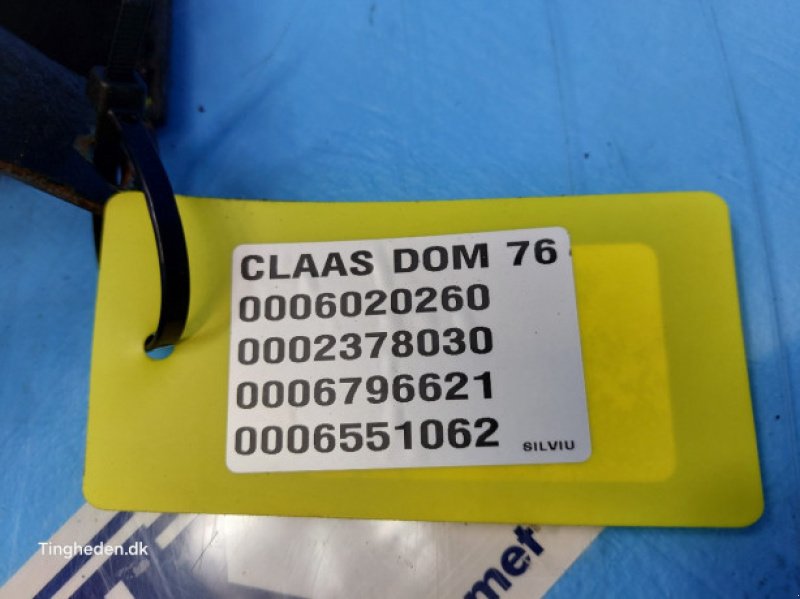 CLAAS DOM 76
0006020260
0002378030
0006796621
0006551062 SILVIU
Tingheden.dk
met